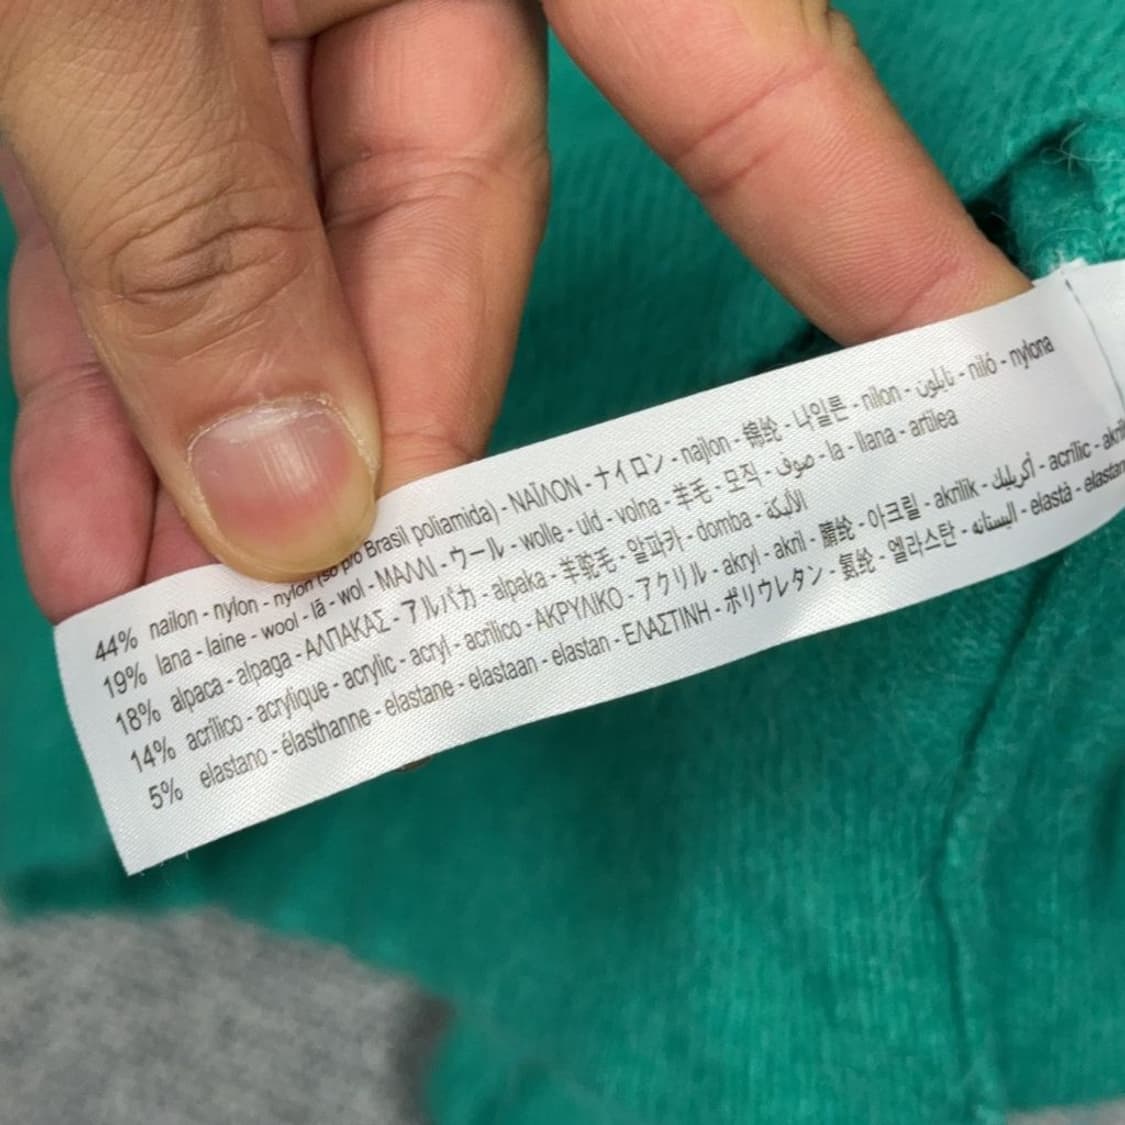 44% nailon - nylon - nylon (só pro Brasil poliamida) - ΝΑΪΛΟΝ - ナイロン - najlon - 锦纶 - 나일론 - nilon - نايلون - niló - nylona
19% lana - laine - wool - lã - wol - ΜΑΛΛΙ - ウール - wolle - uld - volna - 羊毛 - 모직 - صوف - la - llana - artilea
18% alpaca - alpaga - ΑΛΠΑΚΑΣ - アルパカ - alpaka - 羊驼毛 - 알파카 - domba - الألبكة
14% acrílico - acrylique - acrylic - acryl - acrilico - ΑΚΡΥΛΙΚΟ - アクリル - akryl - akril - 腈纶 - 아크릴 - akrilik - أكريليك - acrílic
5% elastano - élasthanne - elastane - elastaan - elastan - ΕΛΑΣΤΙΝΗ - ポリウレタン - 氨纶 - 엘라스탄 - اليستانه - elastà